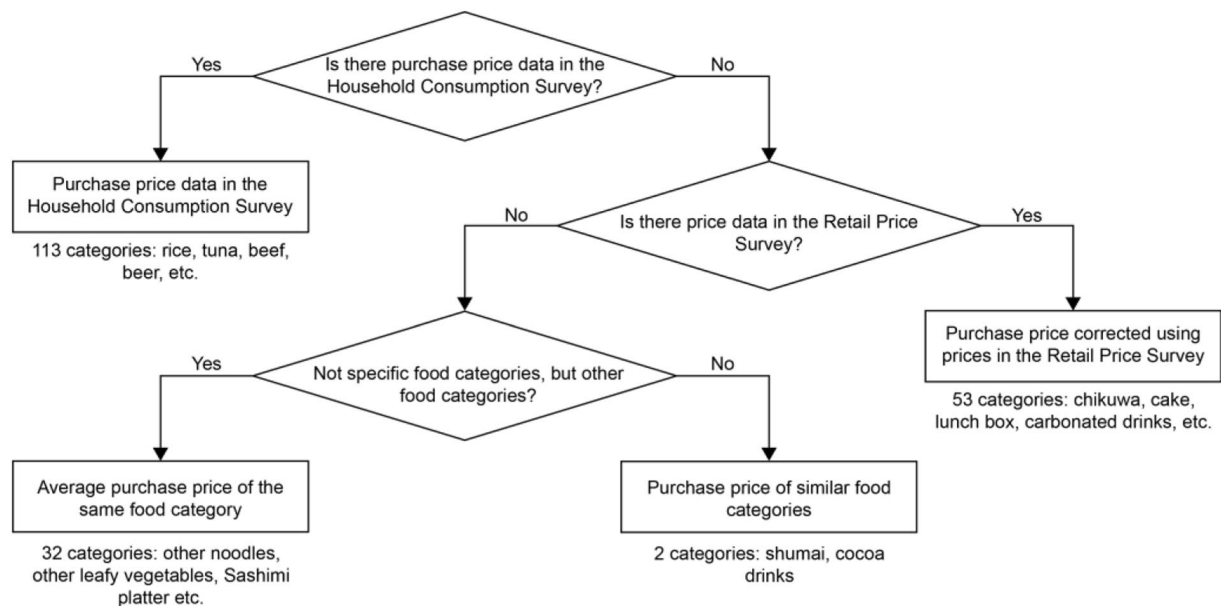 Is there purchase price data in the
Household Consumption Survey?
Yes
No
Purchase price data in the
Household Consumption Survey
113 categories: rice, tuna, beef,
beer, etc.
Is there price data in the Retail Price
Survey?
No
Yes
Purchase price corrected using
prices in the Retail Price Survey
53 categories: chikuwa, cake,
lunch box, carbonated drinks, etc.
Not specific food categories, but other
food categories?
Yes
No
Average purchase price of the
same food category
32 categories: other noodles,
other leafy vegetables, Sashimi
platter etc.
Purchase price of similar food
categories
2 categories: shumai, cocoa
drinks